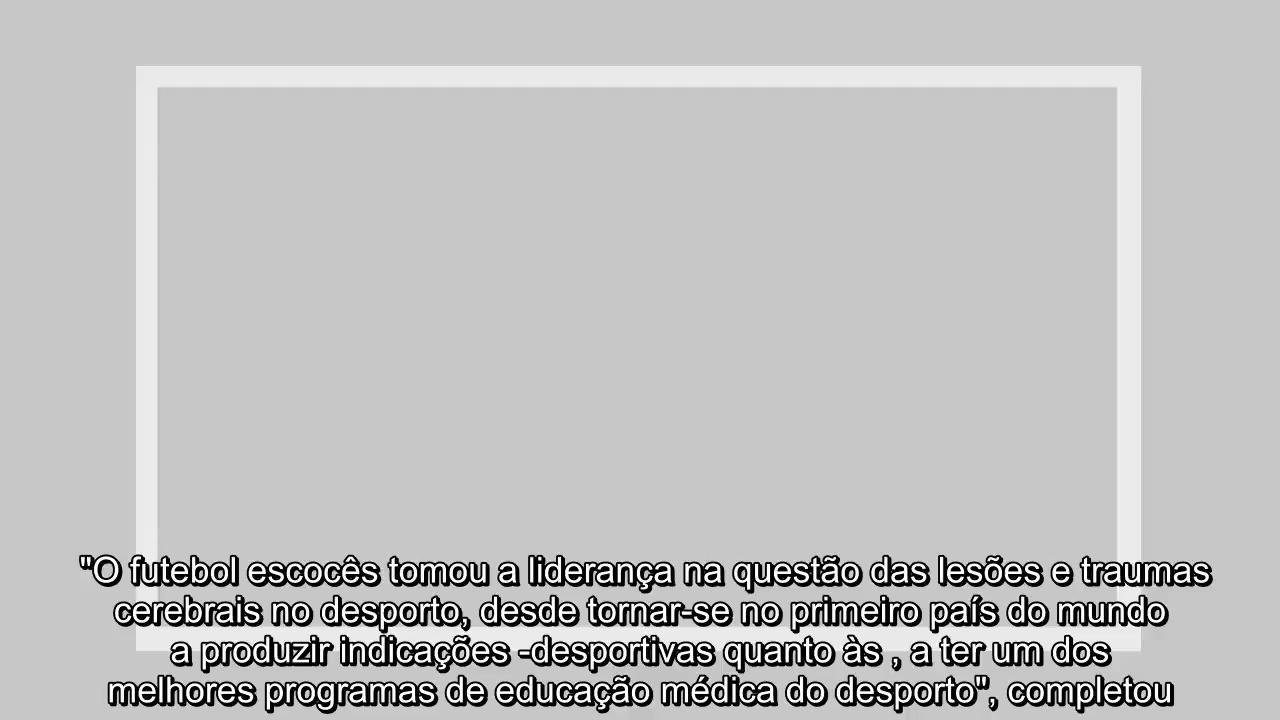 "O futebol escocês tomou a liderança na questão das lesões e traumas
cerebrais no desporto, desde tornar-se no primeiro país do mundo
a produzir indicações -desportivas quanto às , a ter um dos
melhores programas de educação médica do desporto", completou